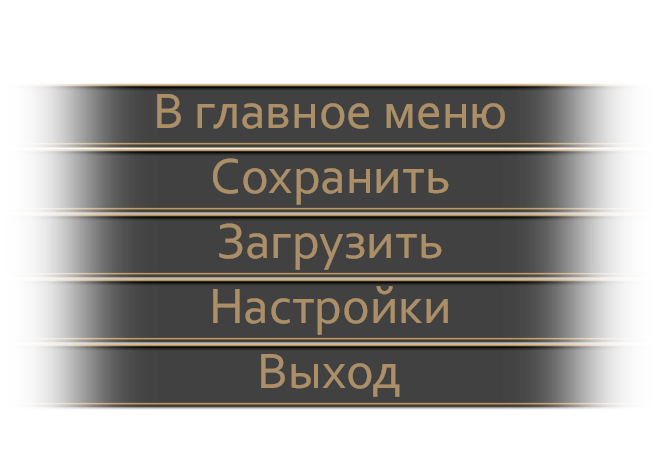 В главное меню
Сохранить
Загрузить
Настройки
Выход